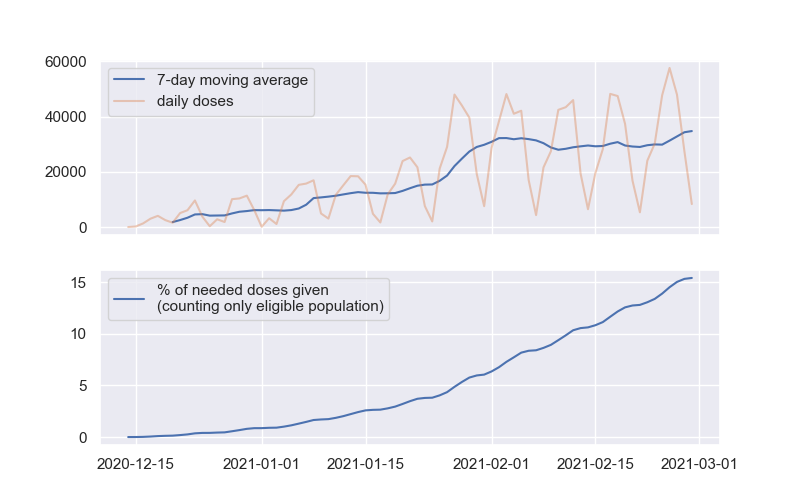 60000
7-day moving average
daily doses
40000
20000
0
15
% of needed doses given
(counting only eligible population)
10
5
0
2020-12-15 2021-01-01 2021-01-15 2021-02-01 2021-02-15 2021-03-01